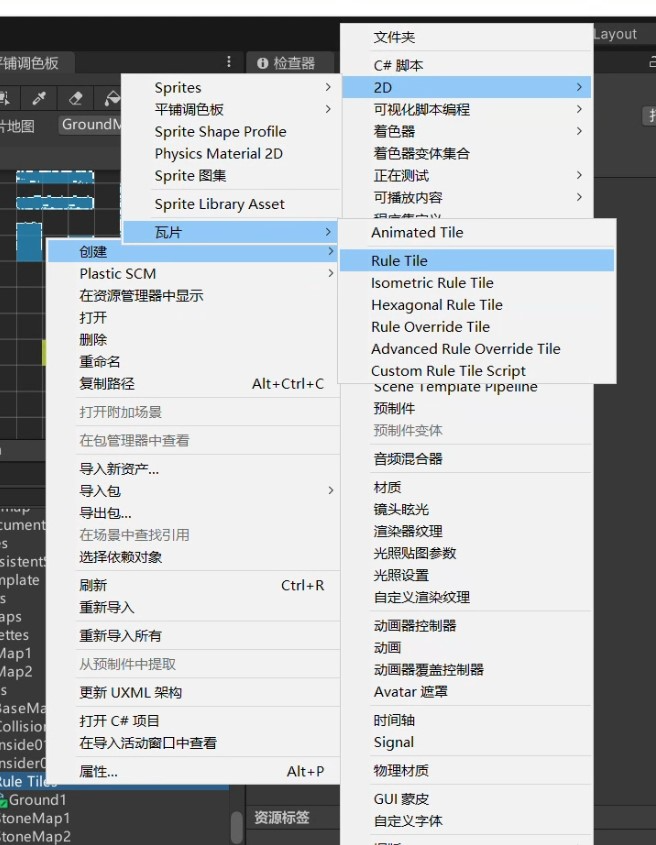 文件夹
Layout
平铺调色板
检查器
C# 脚本
Sprites
2D
平铺调色板
可视化脚本编程
片地图
GroundM
Sprite Shape Profile
着色器
Physics Material 2D
着色器变体集合
Sprite 图集
正在测试
可播放内容
Sprite Library Asset
瓦片
Animated Tile
创建
Rule Tile
Plastic SCM
Isometric Rule Tile
在资源管理器中显示
Hexagonal Rule Tile
打开
Rule Override Tile
删除
Advanced Rule Override Tile
重命名
Custom Rule Tile Script
复制路径 Alt+Ctrl+C
Scene Template Pipeline
打开附加场景
预制件
在包管理器中查看
预制件变体
音频混合器
导入新资产...
导入包
材质
导出包...
镜头眩光
在场景中查找引用
渲染器纹理
选择依赖对象
光照贴图参数
刷新 Ctrl+R
光照设置
重新导入
自定义渲染纹理
重新导入所有
动画器控制器
动画
从预制件中提取
动画器覆盖控制器
更新 UXML 架构
Avatar 遮罩
打开 C# 项目
时间轴
在导入活动窗口中查看
Signal
属性... Alt+P
物理材质
GUI 蒙皮
自定义字体
资源标签
map
cument
es
sistentS
mplate
s
aps
ettes
Map1
Map2
s
BaseMa
Collision
nside01
nsider0
Rule Tiles
Ground1
StoneMap1
StoneMap2